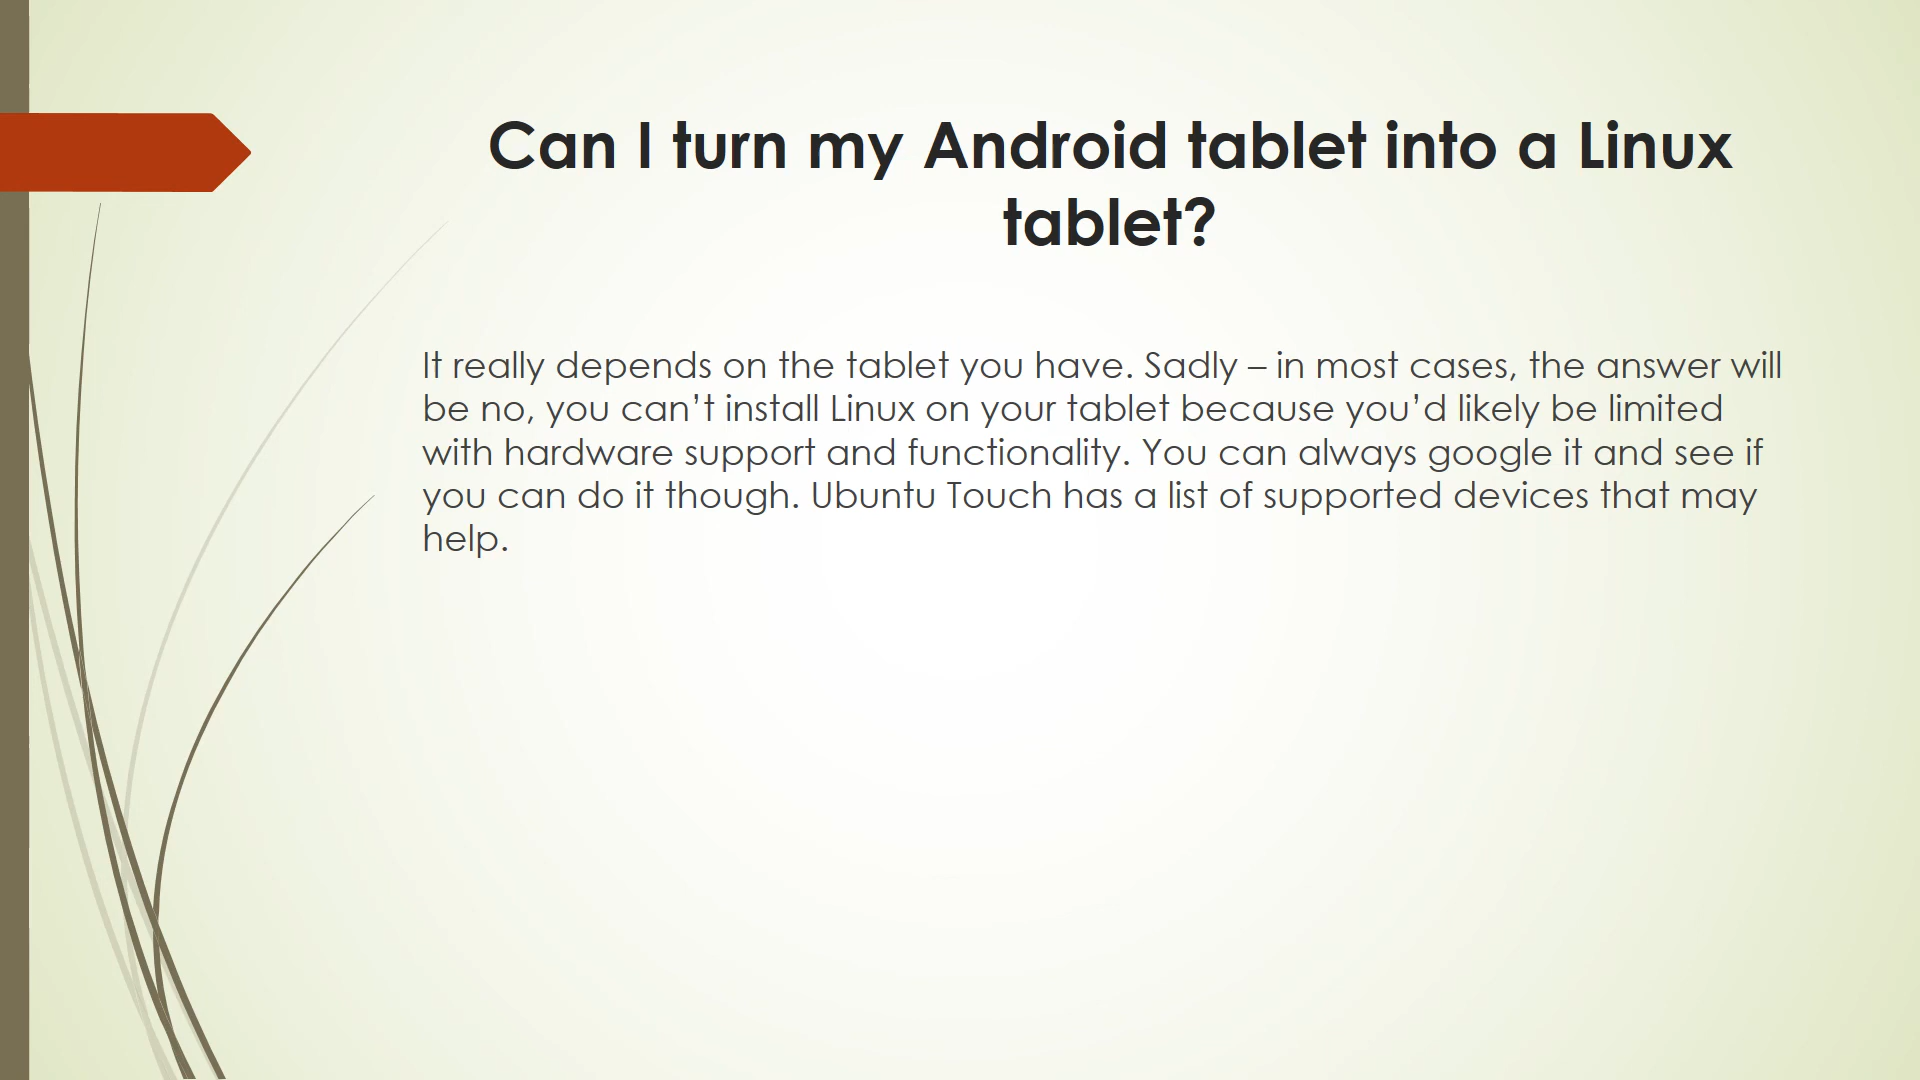 Can I turn my Android tablet into a Linux
tablet?
It really depends on the tablet you have. Sadly – in most cases, the answer will
be no, you can’t install Linux on your tablet because you’d likely be limited
with hardware support and functionality. You can always google it and see if
you can do it though. Ubuntu Touch has a list of supported devices that may
help.